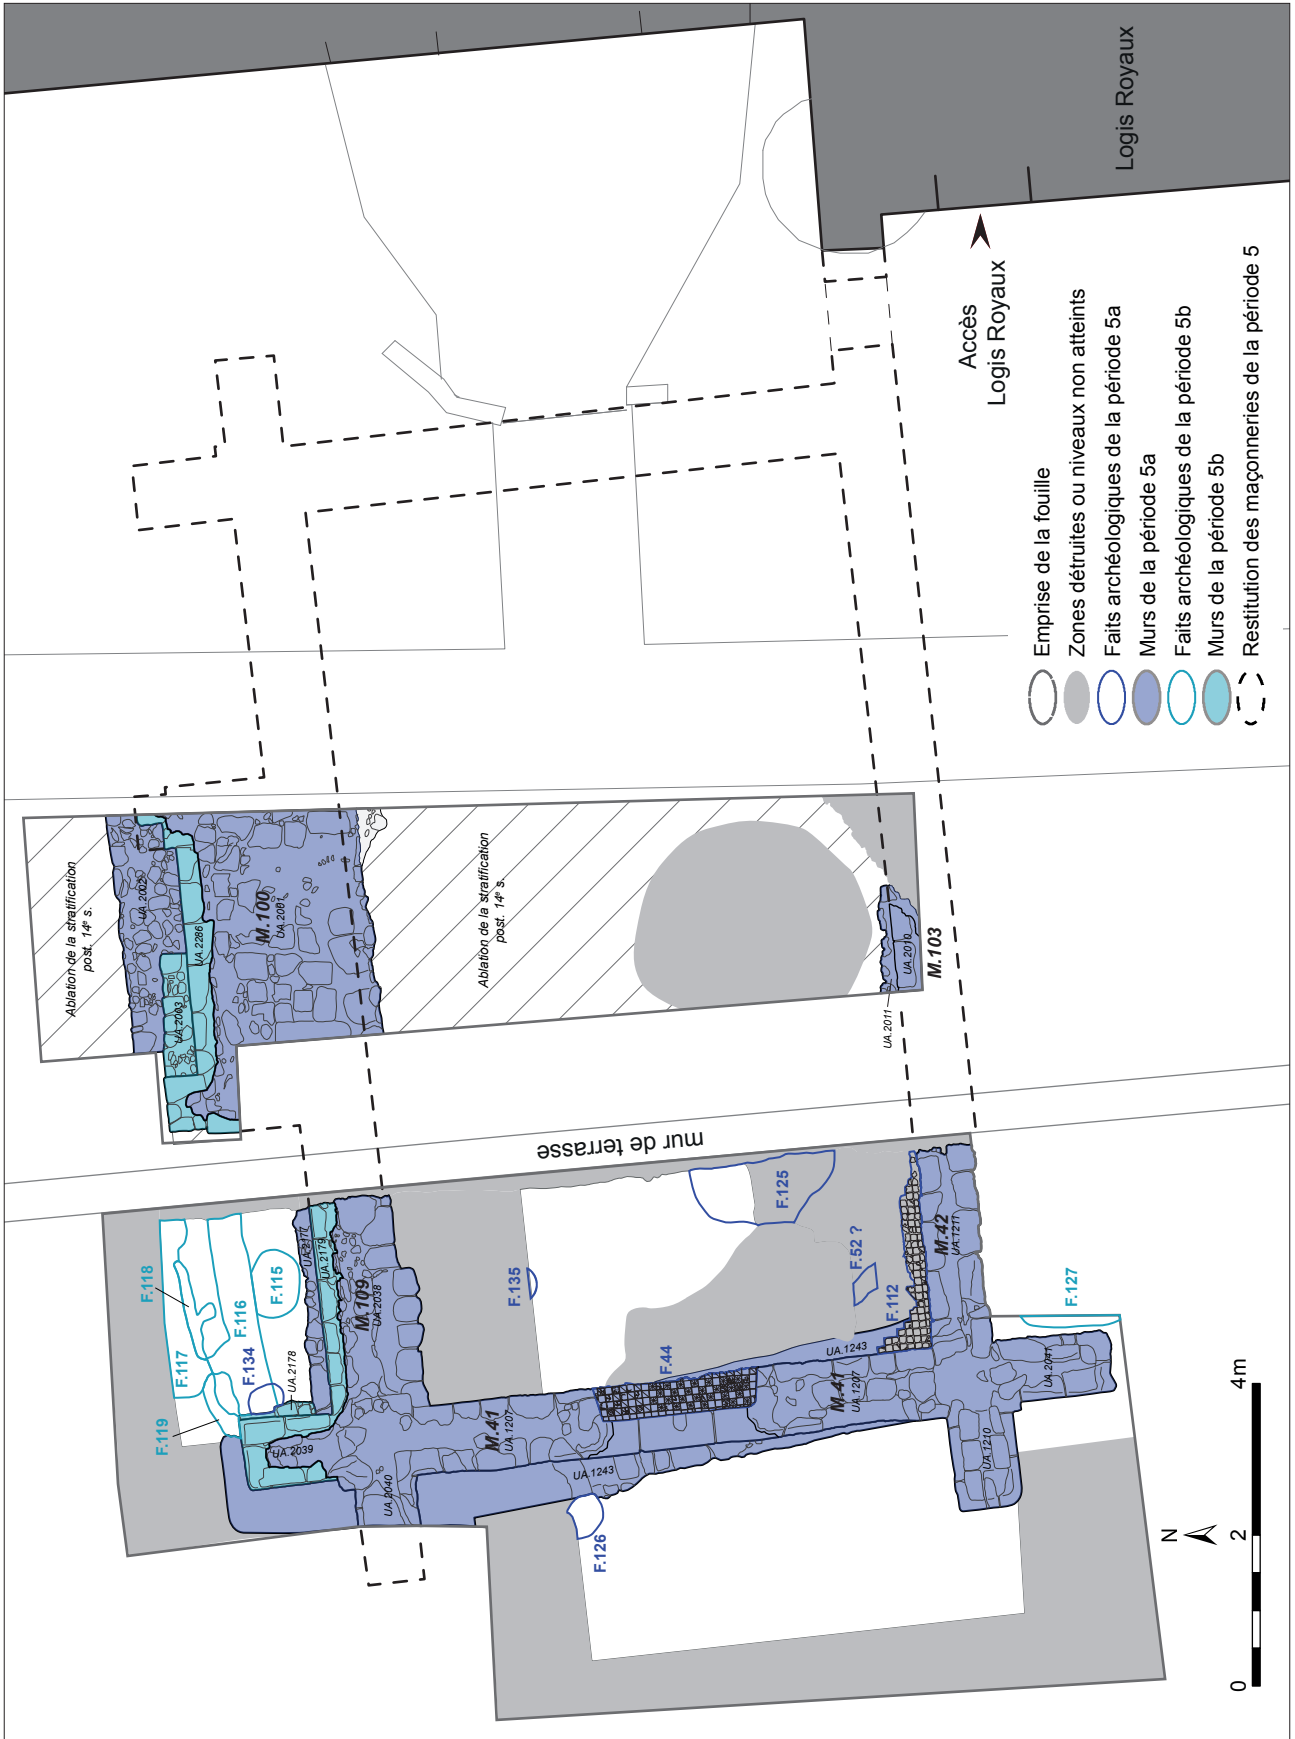 Logis Royaux
Accès
Logis Royaux
Emprise de la fouille
Zones détruites ou niveaux non atteints
Faits archéologiques de la période 5a
Murs de la période 5a
Faits archéologiques de la période 5b
Murs de la période 5b
Restitution des maçonneries de la période 5
Ablation de la stratification
post. 14e s.
UA.2002
UA.2003
UA.2286
M.100
UA.2001
Ablation de la stratification
post. 14e s.
UA.2011
UA.2010
M.103
mur de terrasse
F.118
F.117
F.116
F.115
F.119
F.134
UA.2178
UA.2177
UA.2179
M.109
UA.2038
UA.2039
UA.2040
M.41
UA.1207
UA.1243
F.126
F.135
F.44
F.125
F.52 ?
F.112
UA.1243
M.41
UA.1207
M.42
UA.1211
UA.1210
UA.2041
F.127
N
0
2
4m